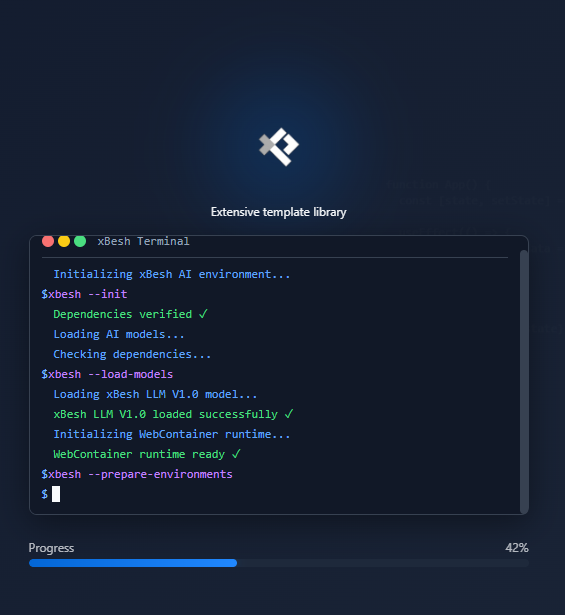 Extensive template library
xBesh Terminal
Initializing xBesh AI environment...
$xbesh --init
Dependencies verified ✓
Loading AI models...
Checking dependencies...
$xbesh --load-models
Loading xBesh LLM V1.0 model...
xBesh LLM V1.0 loaded successfully ✓
Initializing WebContainer runtime...
WebContainer runtime ready ✓
$xbesh --prepare-environments
$
Progress 42%